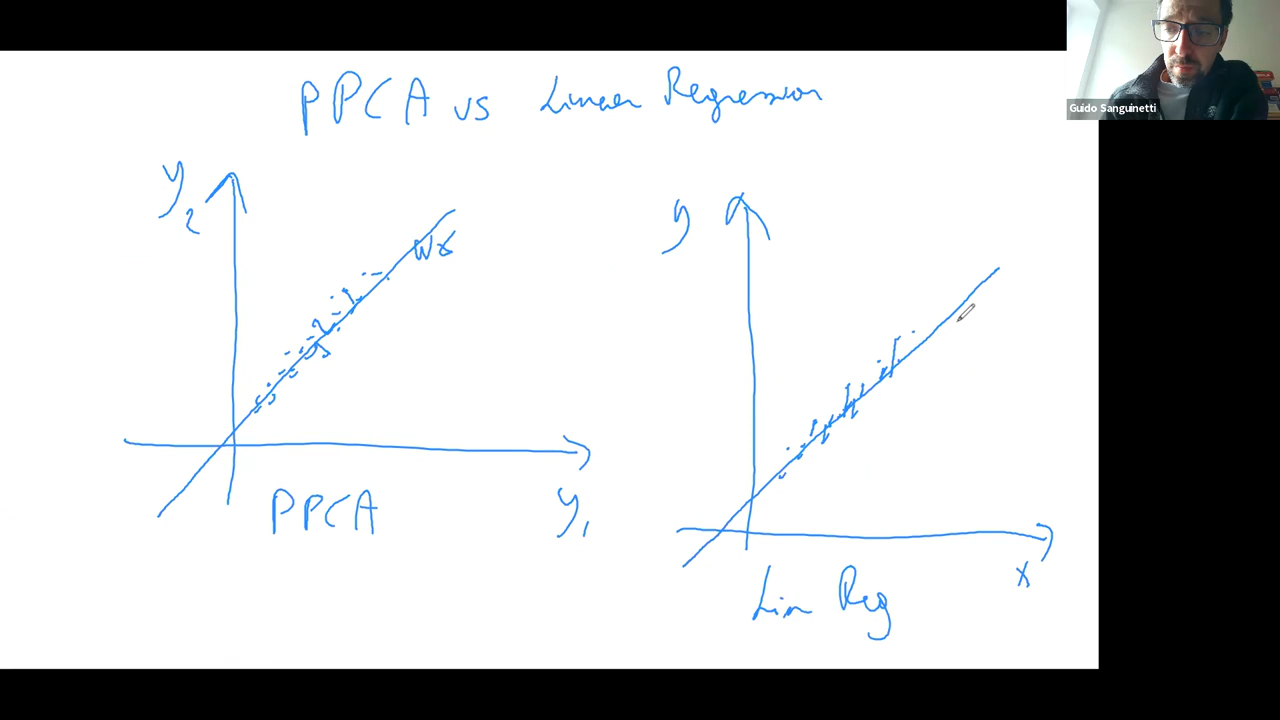 PPCA vs Linear Regression
Guido Sanguinetti
y₂
Wx
y₁
PPCA
y
x
Lin Reg